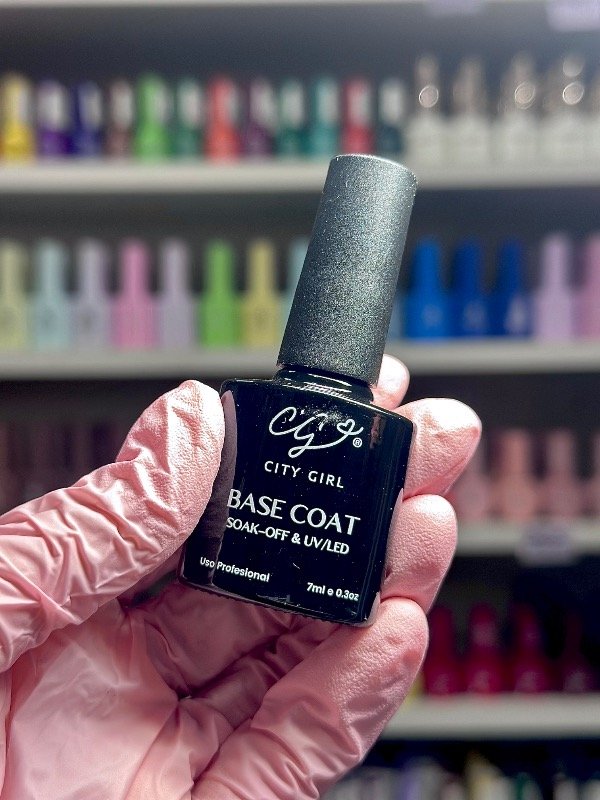 CG®
CITY GIRL
BASE COAT
SOAK-OFF & UV/LED
Uso Profesional
7ml e 0.3oz